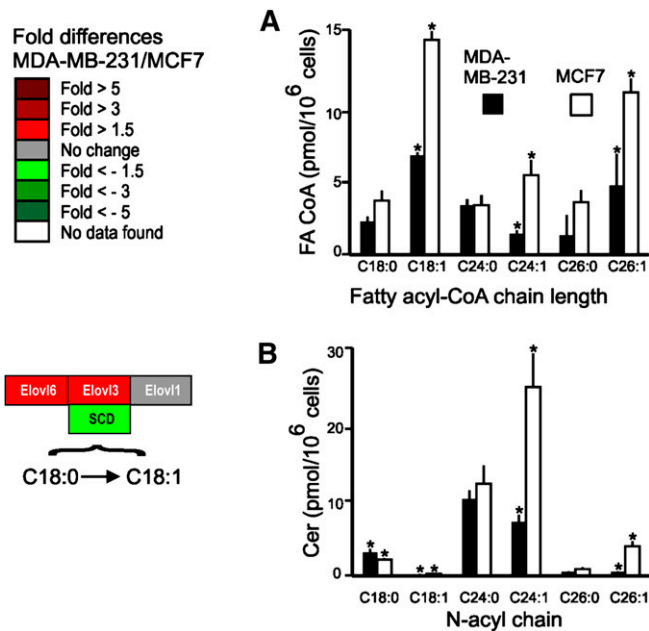 Fold differences
MDA-MB-231/MCF7
Fold > 5
Fold > 3
Fold > 1.5
No change
Fold < - 1.5
Fold < - 3
Fold < - 5
No data found
Elovl6 Elovl3 Elovl1
SCD
C18:0 C18:1
A
FA CoA (pmol/10^6 cells)
15
10
5
0
MDA-
MB-231
MCF7
* * * * * *
C18:0 C18:1 C24:0 C24:1 C26:0 C26:1
Fatty acyl-CoA chain length
B
Cer (pmol/10^6 cells)
30
20
10
0
* * * * * * * *
C18:0 C18:1 C24:0 C24:1 C26:0 C26:1
N-acyl chain